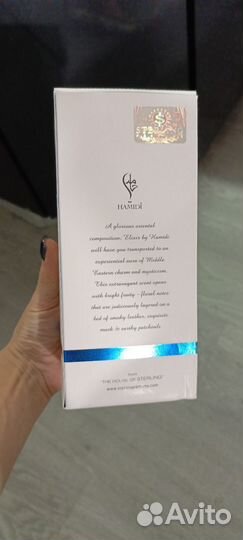 HAMIDI
A glorious oriental
composition, Elixir by Hamidi
will have you transported to an
experiential aura of Middle
Eastern charm and mysticism.
This extravagant scent opens
with bright fruity - floral notes
that are judiciously layered on a
bed of smoky leather, exquisite
musk & earthy patchouli.
from
"THE HOUSE OF STERLING"
Avito